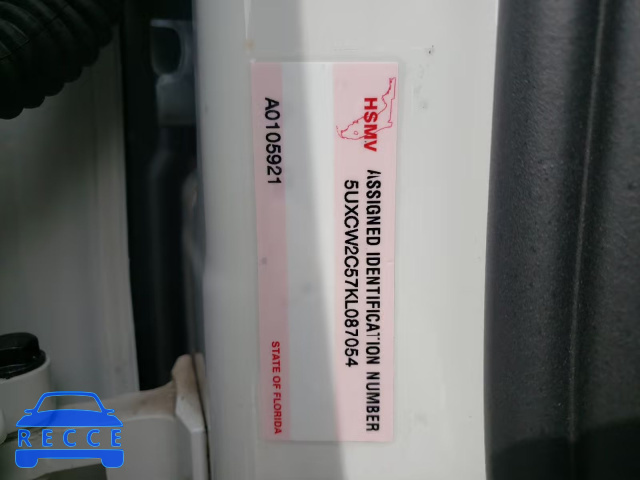 HSMV
ASSIGNED IDENTIFICATION NUMBER
5UXCW2C57KL087054
A0105921
STATE OF FLORIDA
RECCE